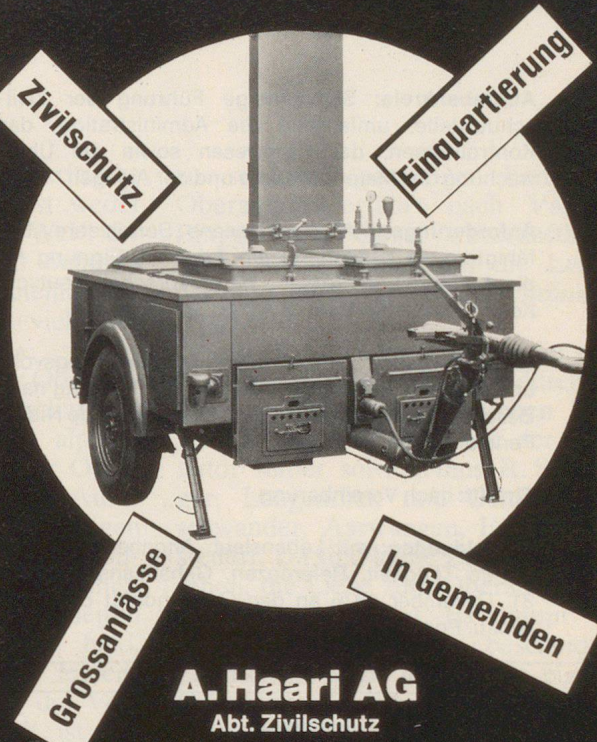 Zivilschutz
Einquartierung
Grossanlässe
In Gemeinden
A. Haari AG
Abt. Zivilschutz